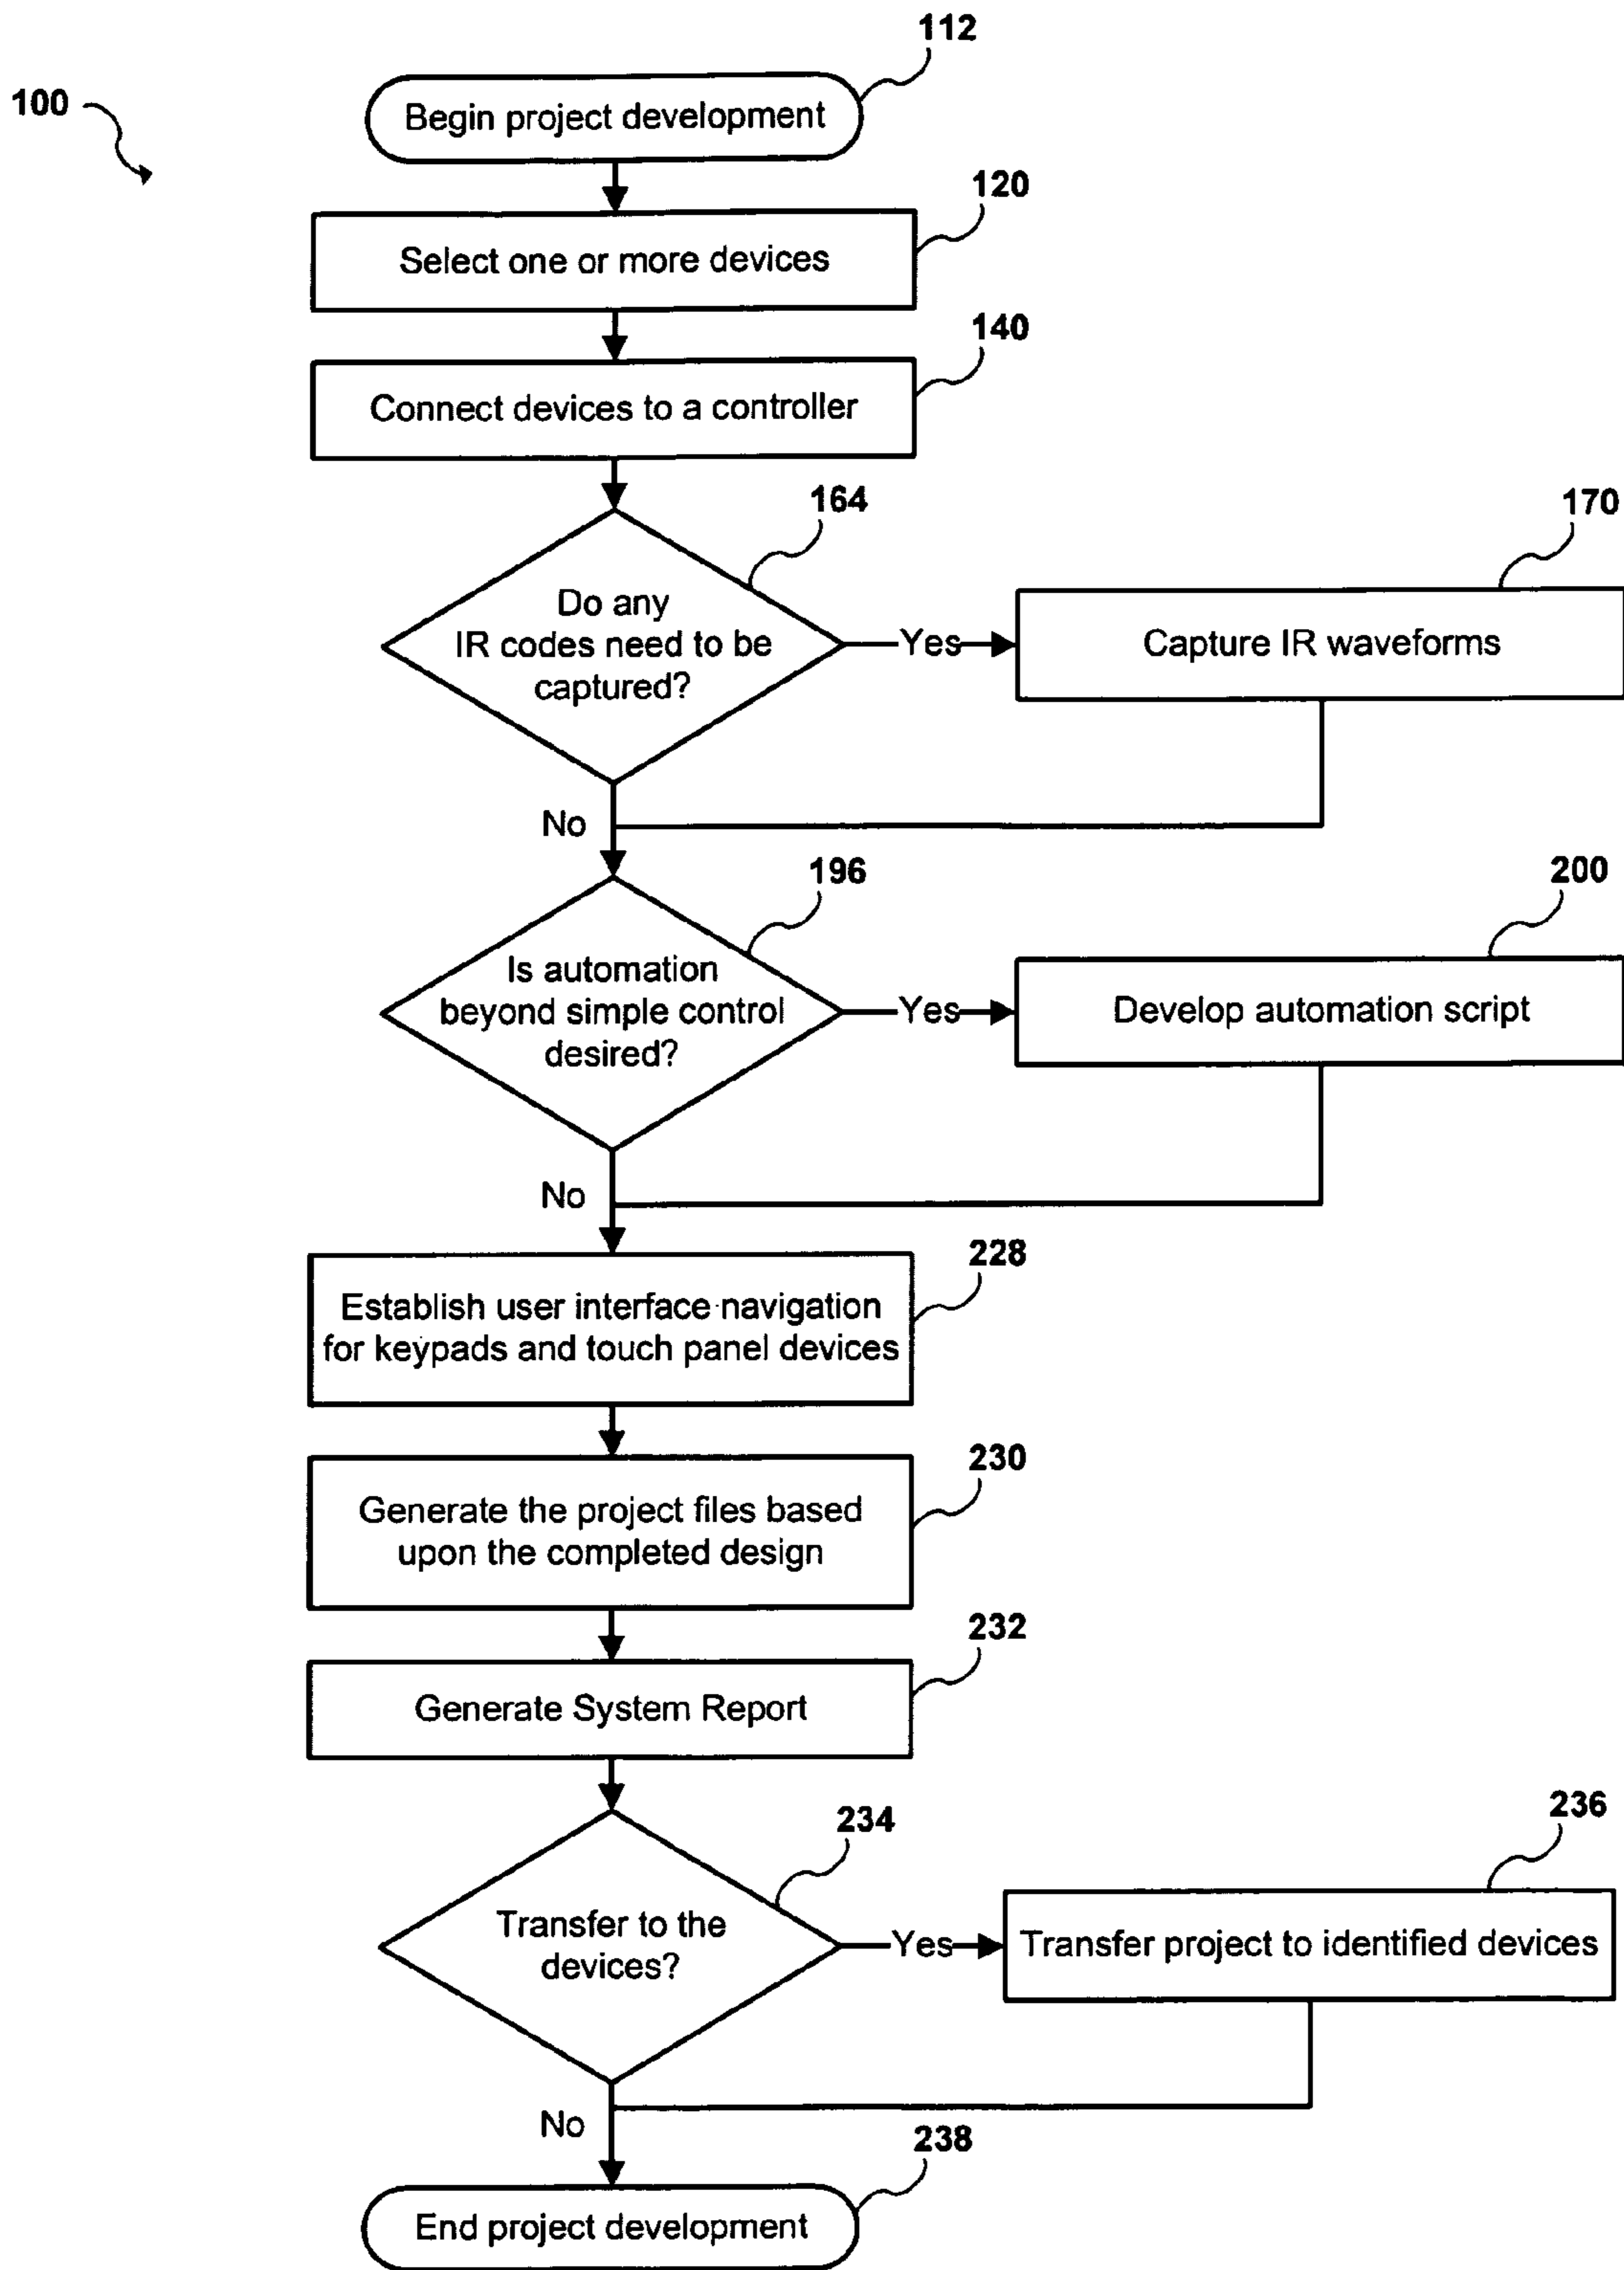 112
100
Begin project development
120
Select one or more devices
140
Connect devices to a controller
164
170
Do any
IR codes need to be
captured?
Yes
Capture IR waveforms
No
196
200
Is automation
beyond simple control
desired?
Yes
Develop automation script
No
228
Establish user interface navigation
for keypads and touch panel devices
230
Generate the project files based
upon the completed design
232
Generate System Report
234
236
Transfer to the
devices?
Yes
Transfer project to identified devices
No
238
End project development